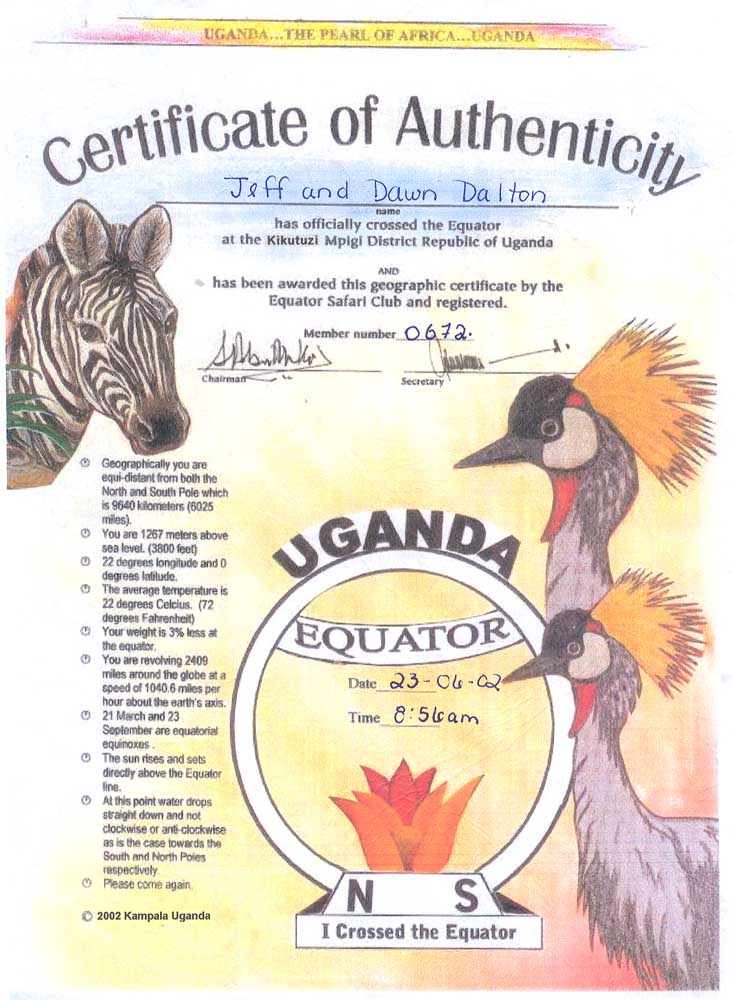 UGANDA...THE PEARL OF AFRICA...UGANDA
Certificate of Authenticity
Jeff and Dawn Dalton
name
has officially crossed the Equator
at the Kikutuzi Mpigi District Republic of Uganda
AND
has been awarded this geographic certificate by the
Equator Safari Club and registered.
Member number 0672.
Chairman
Secretary
Geographically you are
equi-distant from both the
North and South Pole which
is 9640 kilometers (6025
miles).
You are 1267 meters above
sea level. (3800 feet)
22 degrees longitude and 0
degrees latitude.
The average temperature is
22 degrees Celcius. (72
degrees Fahrenheit)
Your weight is 3% less at
the equator.
You are revolving 2409
miles around the globe at a
speed of 1040.6 miles per
hour about the earth's axis.
21 March and 23
September are equatorial
equinoxes .
The sun rises and sets
directly above the Equator
line.
At this point water drops
straight down and not
clockwise or anti-clockwise
as is the case towards the
South and North Poles
respectively.
Please come again.
© 2002 Kampala Uganda
UGANDA
EQUATOR
Date 23-06-02
Time 8:56am
N S
I Crossed the Equator